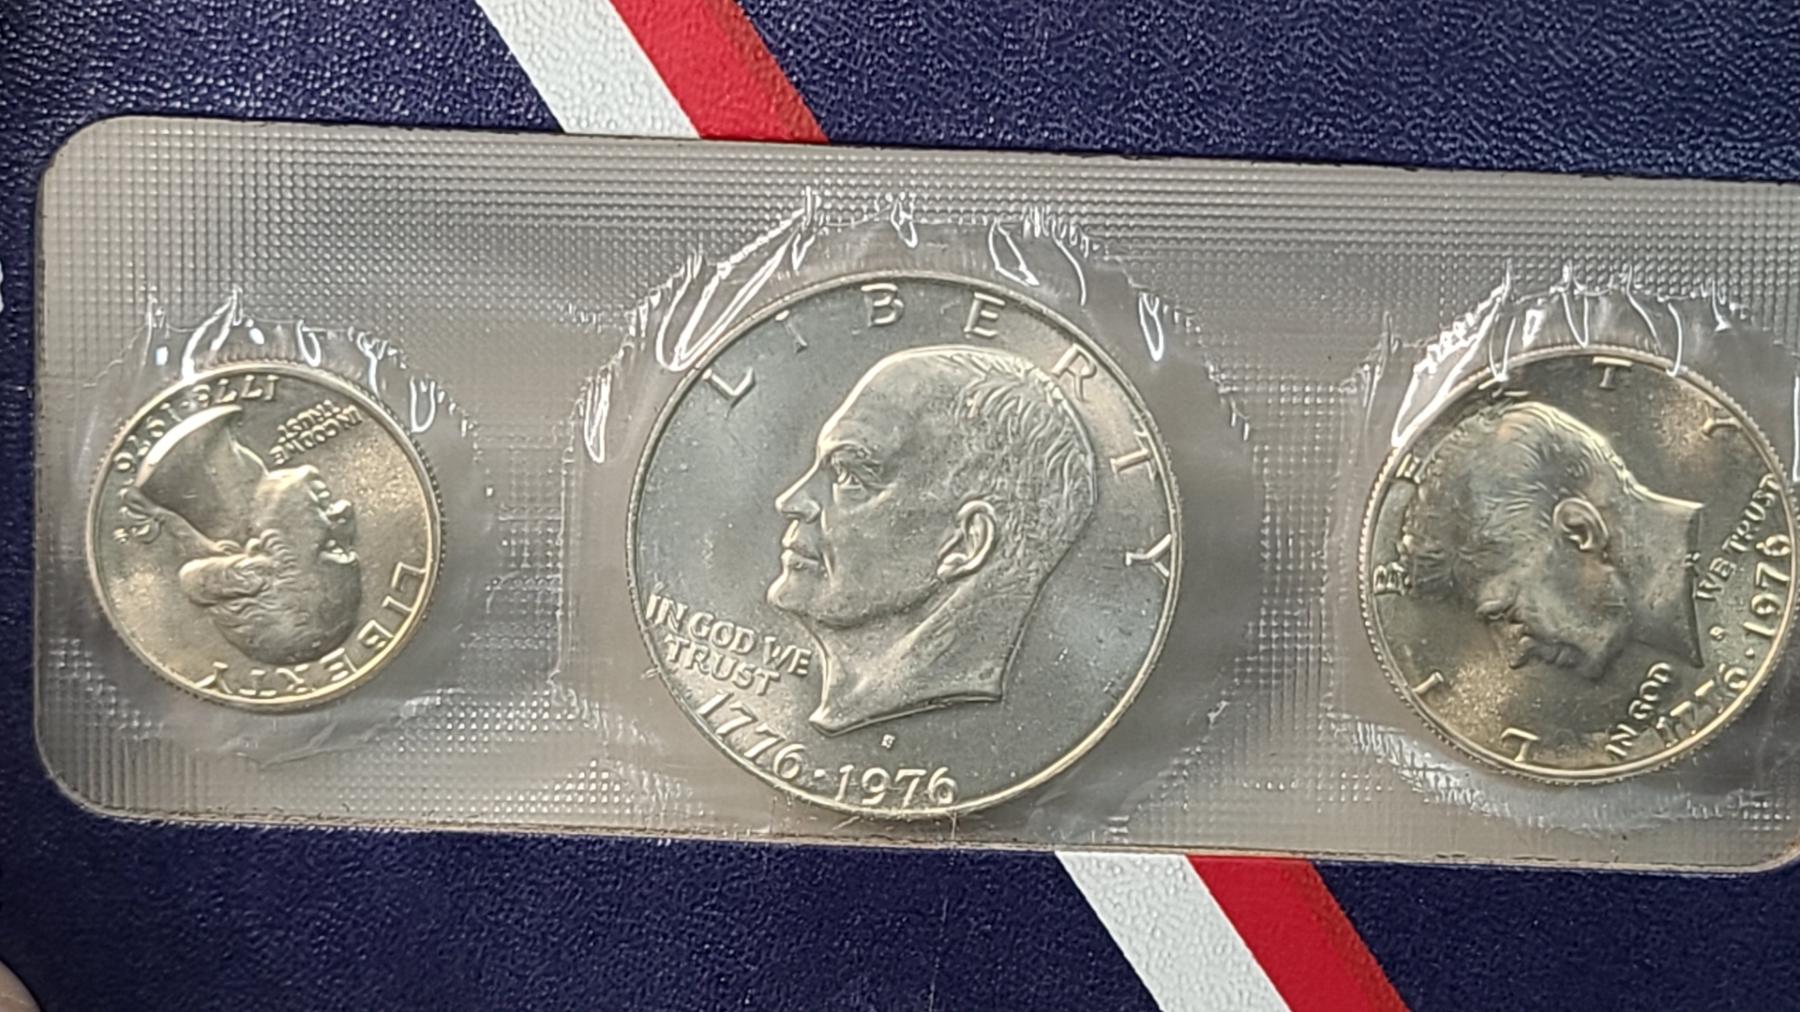 LIBERTY
IN GOD WE
TRUST
1776-1976
LIBERTY
IN GOD WE
TRUST
S
1776·1976
LIBERTY
IN GOD WE TRUST
S
1776·1976